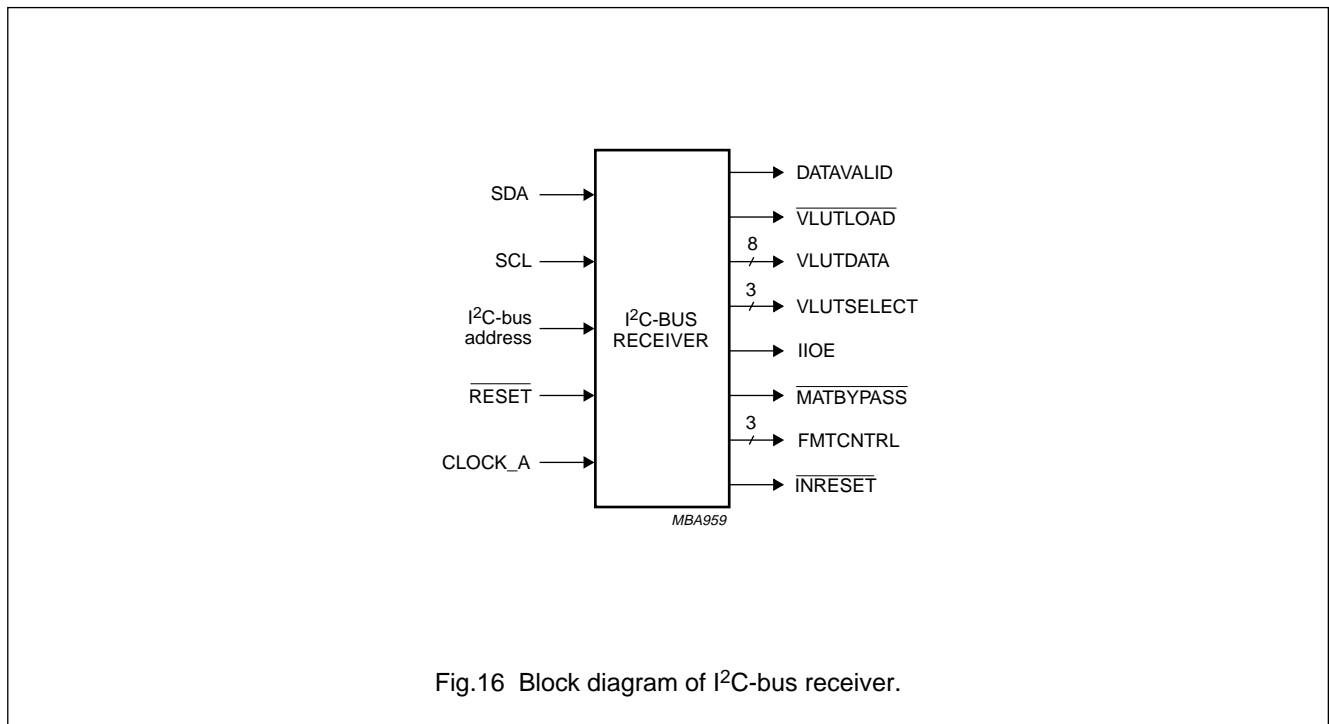 SDA
SCL
I2C-bus
address
RESET
CLOCK_A
I2C-BUS
RECEIVER
DATAVALID
VLUTLOAD
8
VLUTDATA
3
VLUTSELECT
IIOE
MATBYPASS
3
FMTCNTRL
INRESET
MBA959
Fig.16 Block diagram of I2C-bus receiver.